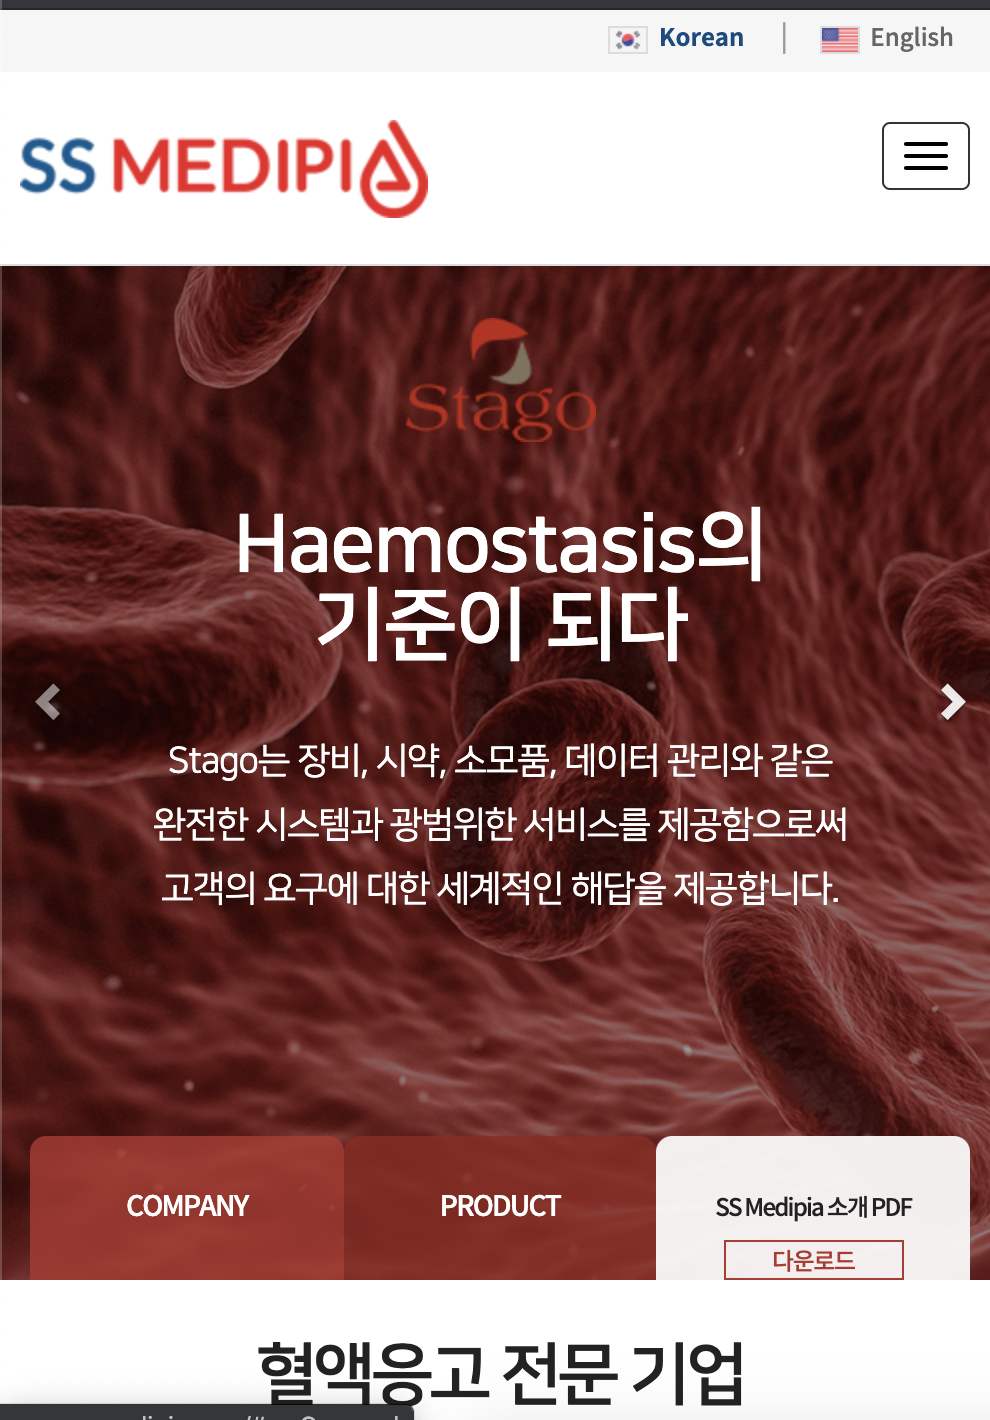 Korean | English
SS MEDIPIA
Stago
Haemostasis의
기준이 되다
Stago는 장비, 시약, 소모품, 데이터 관리와 같은
완전한 시스템과 광범위한 서비스를 제공함으로써
고객의 요구에 대한 세계적인 해답을 제공합니다.
COMPANY
PRODUCT
SS Medipia 소개 PDF
다운로드
혈액응고 전문 기업